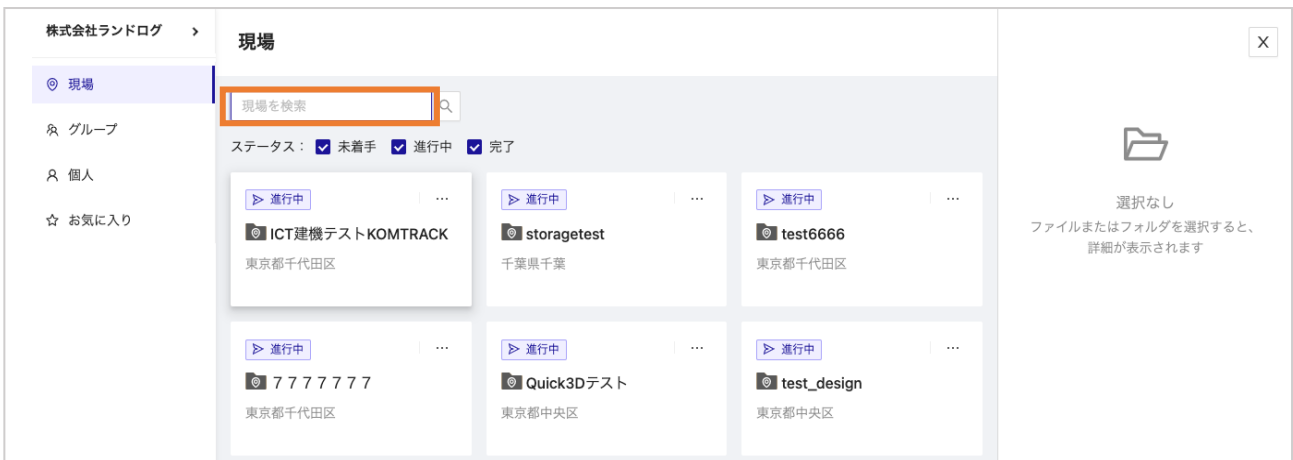 株式会社ランドログ
現場
グループ
個人
お気に入り
現場
現場を検索
ステータス： 未着手 進行中 完了
進行中 …
ICT建機テストKOMTRACK
東京都千代田区
進行中 …
storagetest
千葉県千葉
進行中 …
test6666
東京都千代田区
進行中 …
７７７７７７７
東京都千代田区
進行中 …
Quick3Dテスト
東京都中央区
進行中 …
test_design
東京都中央区
X
選択なし
ファイルまたはフォルダを選択すると、
詳細が表示されます